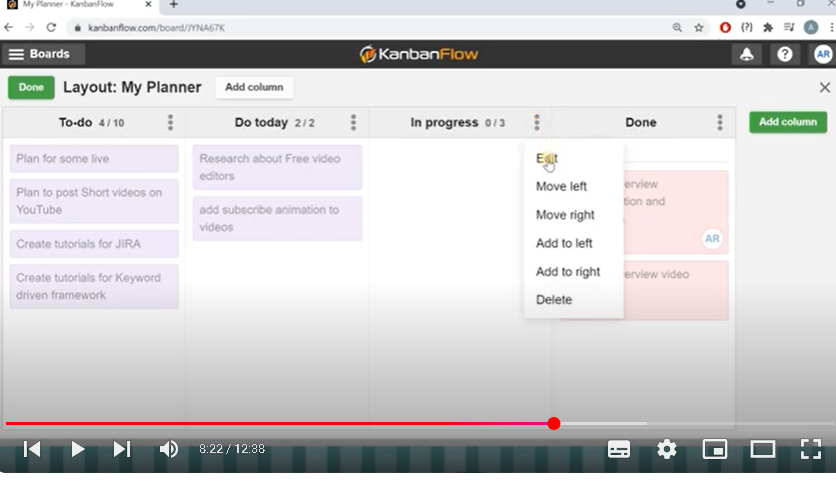 My Planner - KanbanFlow
kanbanflow.com/board/JYNA67K
A
Boards
KanbanFlow
AR
Done
Layout: My Planner
Add column
To-do 4 / 10
Do today 2 / 2
In progress 0 / 3
Done
Add column
Plan for some live
Plan to post Short videos on
YouTube
Create tutorials for JIRA
Create tutorials for Keyword
driven framework
Research about Free video
editors
add subscribe animation to
videos
Edit
Move left
Move right
Add to left
Add to right
Delete
erview
tion and
AR
erview video
8:22 / 12:38